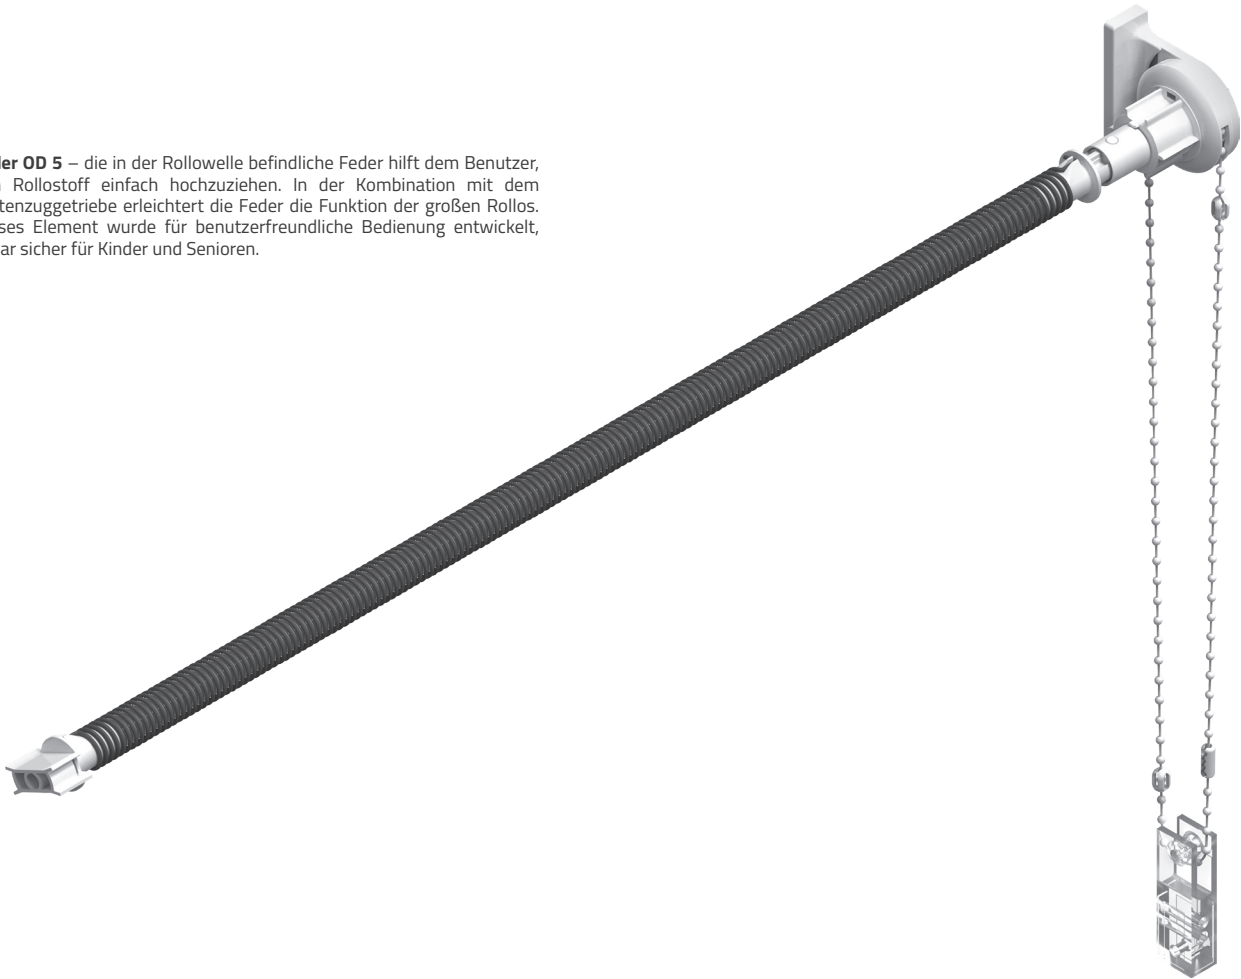 ler OD 5 – die in der Rollowelle befindliche Feder hilft dem Benutzer,
Rollostoff einfach hochzuziehen. In der Kombination mit dem
tenzuggetriebe erleichtert die Feder die Funktion der großen Rollos.
ses Element wurde für benutzerfreundliche Bedienung entwickelt,
ar sicher für Kinder und Senioren.